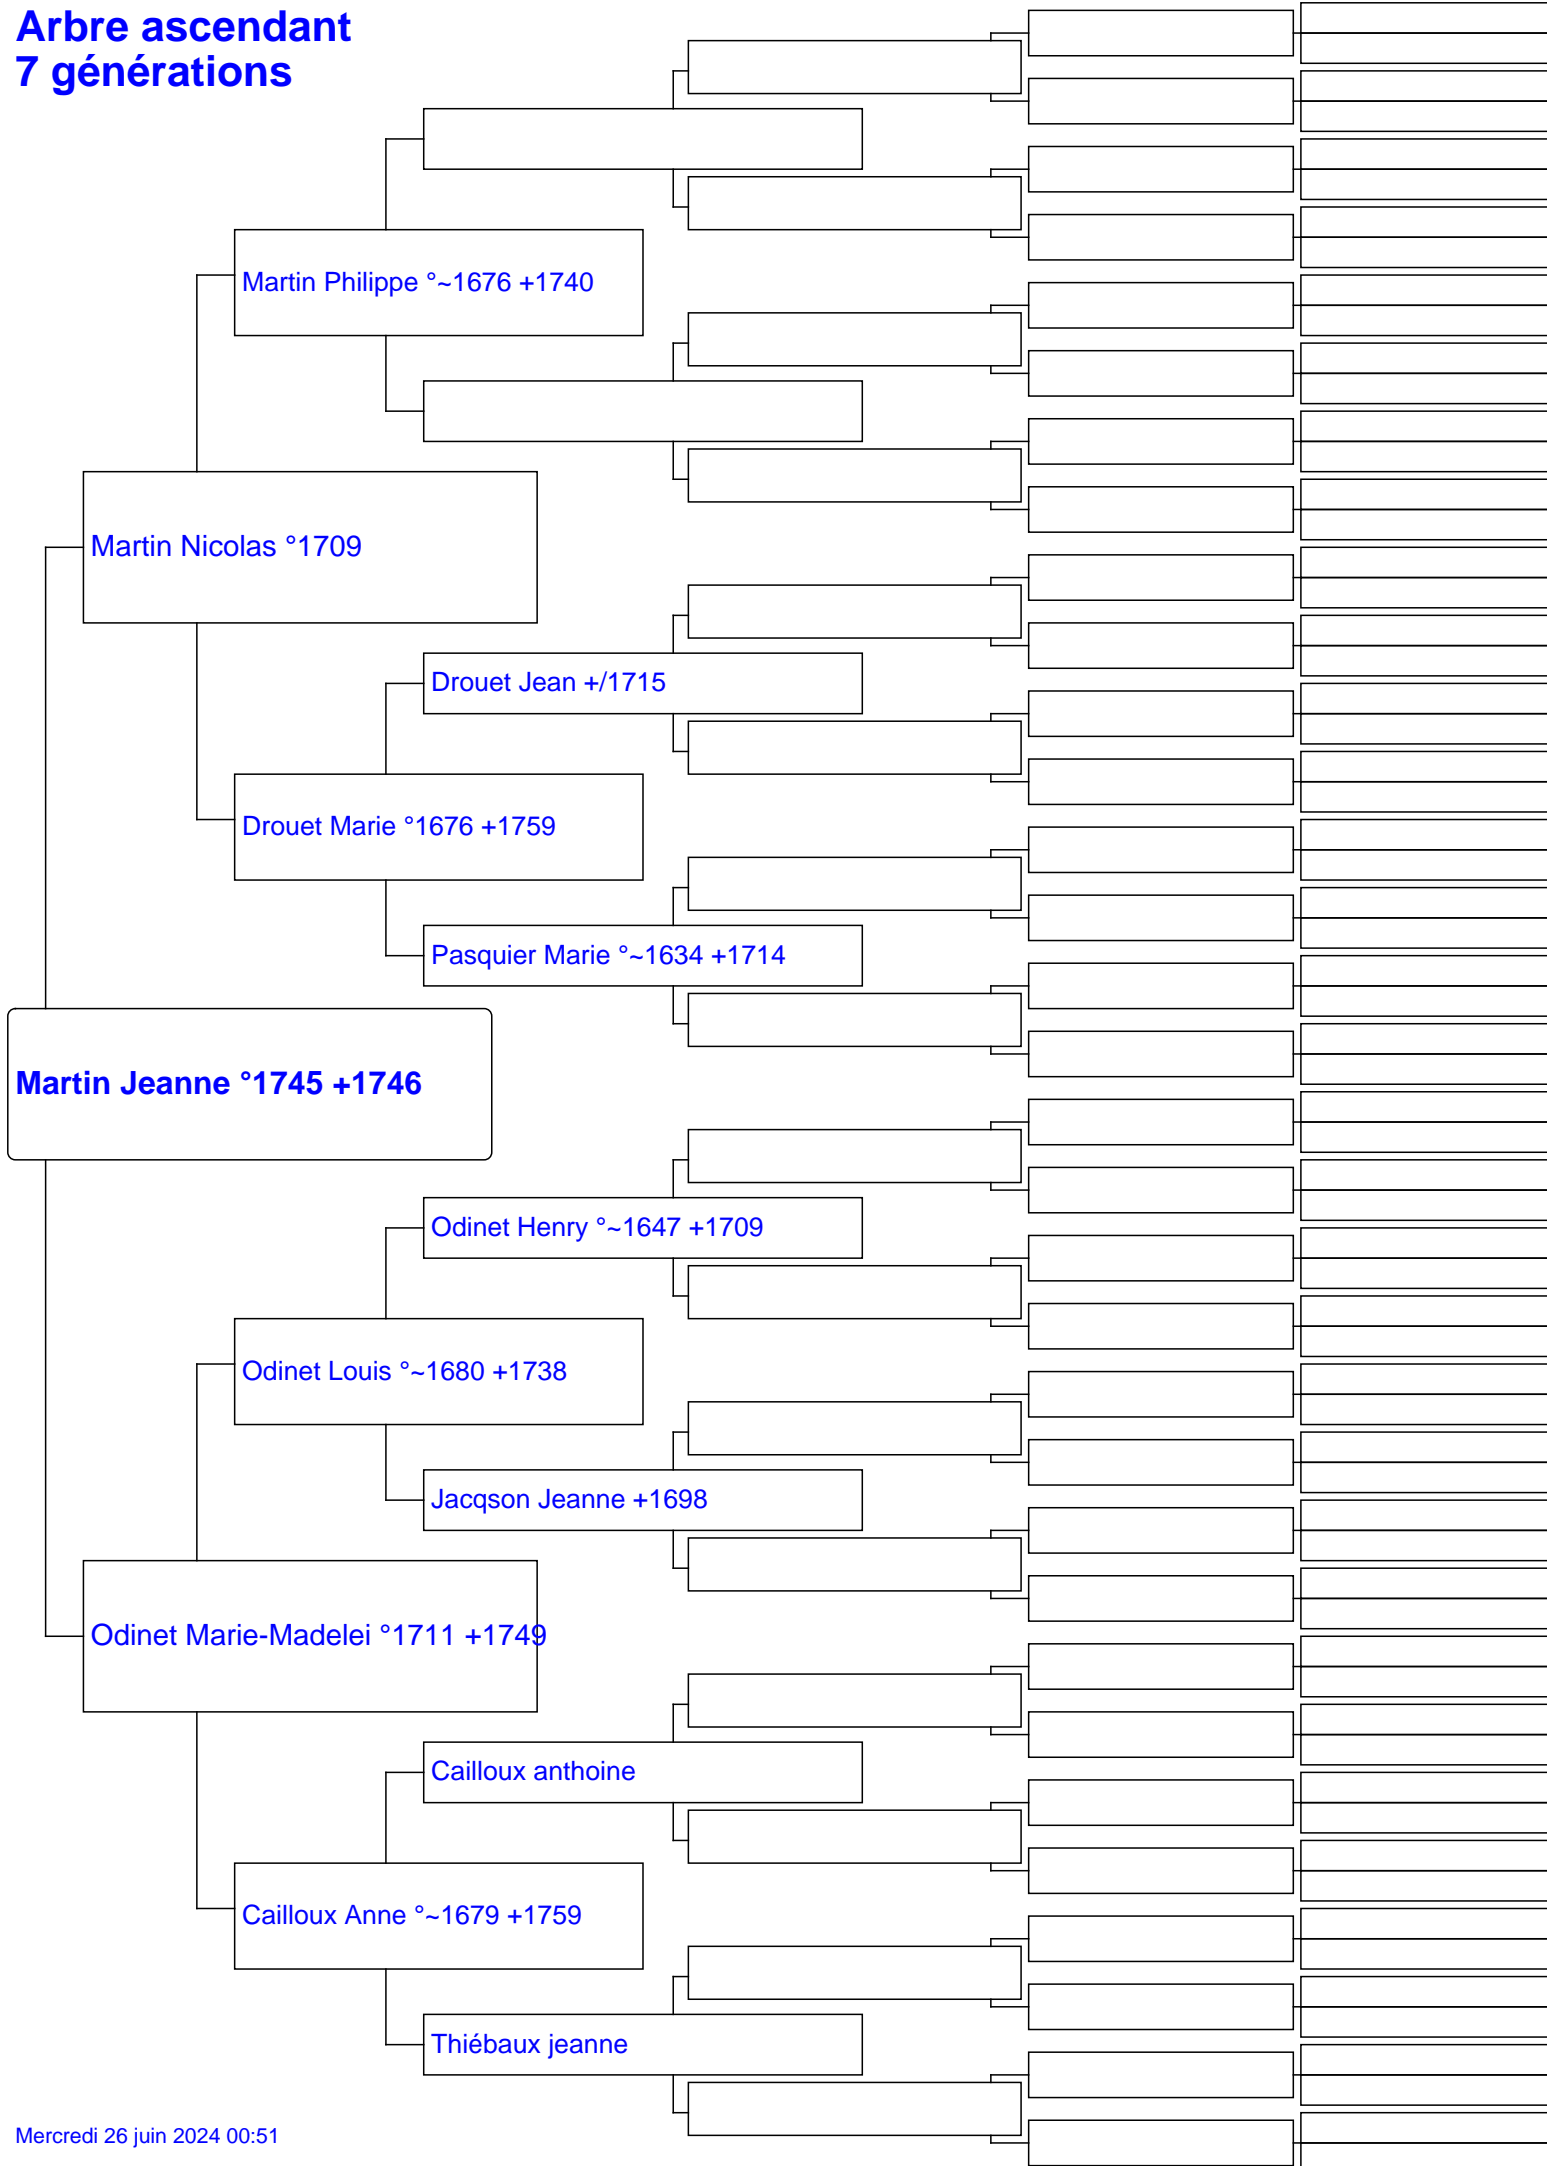 Arbre ascendant
7 générations
Martin Philippe °~1676 +1740
Martin Nicolas °1709
Drouet Jean +/1715
Drouet Marie °1676 +1759
Pasquier Marie °~1634 +1714
Martin Jeanne °1745 +1746
Odinet Henry °~1647 +1709
Odinet Louis °~1680 +1738
Jacqson Jeanne +1698
Odinet Marie-Madelei °1711 +1749
Cailloux anthoine
Cailloux Anne °~1679 +1759
Thiébaux jeanne
Mercredi 26 juin 2024 00:51